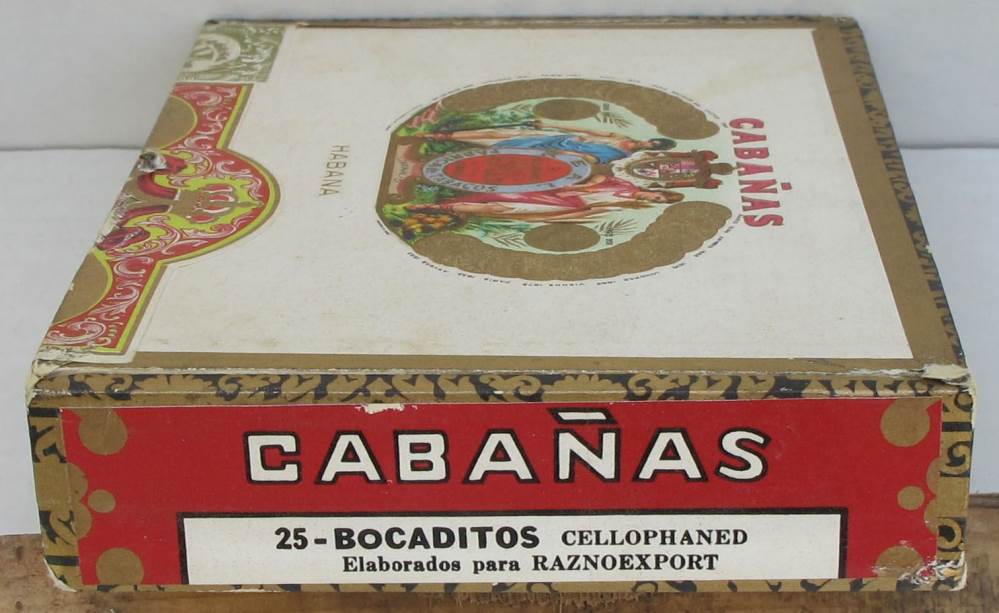 CABAÑAS
HABANA
CABAÑAS
25-BOCADITOS CELLOPHANED
Elaborados para RAZNOEXPORT